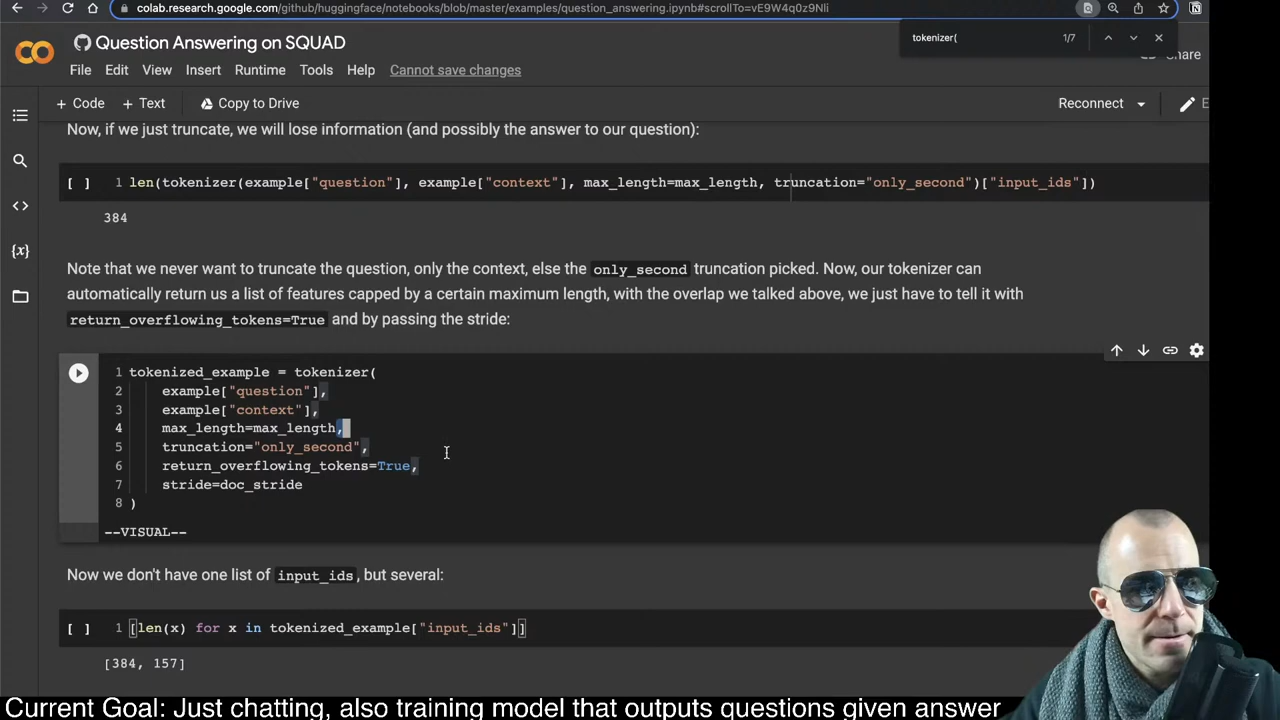 colab.research.google.com/github/huggingface/notebooks/blob/master/examples/question_answering.ipynb#scrollTo=vE9W4q0z9Nli
tokenizer( 1/7
Question Answering on SQUAD
Share
File Edit View Insert Runtime Tools Help Cannot save changes
+ Code + Text Copy to Drive Reconnect
Now, if we just truncate, we will lose information (and possibly the answer to our question):
[ ] 1 len(tokenizer(example["question"], example["context"], max_length=max_length, truncation="only_second")["input_ids"])
384
Note that we never want to truncate the question, only the context, else the only_second truncation picked. Now, our tokenizer can
automatically return us a list of features capped by a certain maximum length, with the overlap we talked above, we just have to tell it with
return_overflowing_tokens=True and by passing the stride:
1 tokenized_example = tokenizer(
2 example["question"],
3 example["context"],
4 max_length=max_length,
5 truncation="only_second",
6 return_overflowing_tokens=True,
7 stride=doc_stride
8 )
--VISUAL--
Now we don't have one list of input_ids, but several:
[ ] 1 [len(x) for x in tokenized_example["input_ids"]]
[384, 157]
Current Goal: Just chatting, also training model that outputs questions given answer